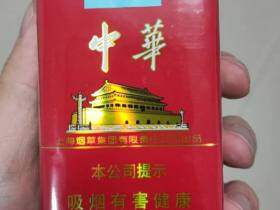 中華
上海烟草集团有限责任公司出品
本公司提示
吸烟有害健康